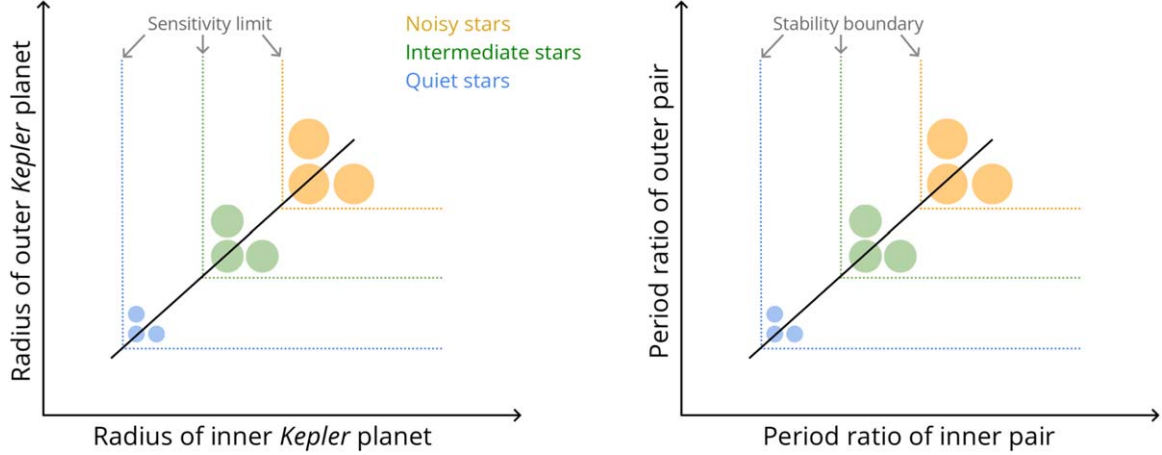 Sensitivity limit
Noisy stars
Intermediate stars
Quiet stars
Radius of outer Kepler planet
Radius of inner Kepler planet
Stability boundary
Period ratio of outer pair
Period ratio of inner pair